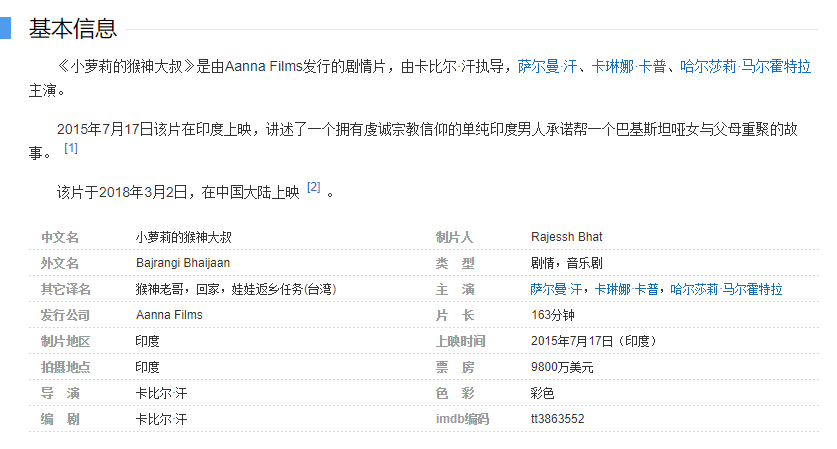 基本信息
《小萝莉的猴神大叔》是由Aanna Films发行的剧情片，由卡比尔·汗执导，萨尔曼·汗、卡琳娜·卡普、哈尔莎莉·马尔霍特拉
主演。
2015年7月17日该片在印度上映，讲述了一个拥有虔诚宗教信仰的单纯印度男人承诺帮一个巴基斯坦哑女与父母重聚的故
事。 [1]
该片于2018年3月2日，在中国大陆上映 [2] 。
中文名 小萝莉的猴神大叔 制片人 Rajessh Bhat
外文名 Bajrangi Bhaijaan 类 型 剧情，音乐剧
其它译名 猴神老哥，回家，娃娃返乡任务(台湾) 主 演 萨尔曼·汗，卡琳娜·卡普，哈尔莎莉·马尔霍特拉
发行公司 Aanna Films 片 长 163分钟
制片地区 印度 上映时间 2015年7月17日（印度）
拍摄地点 印度 票 房 9800万美元
导 演 卡比尔·汗 色 彩 彩色
编 剧 卡比尔·汗 imdb编码 tt3863552